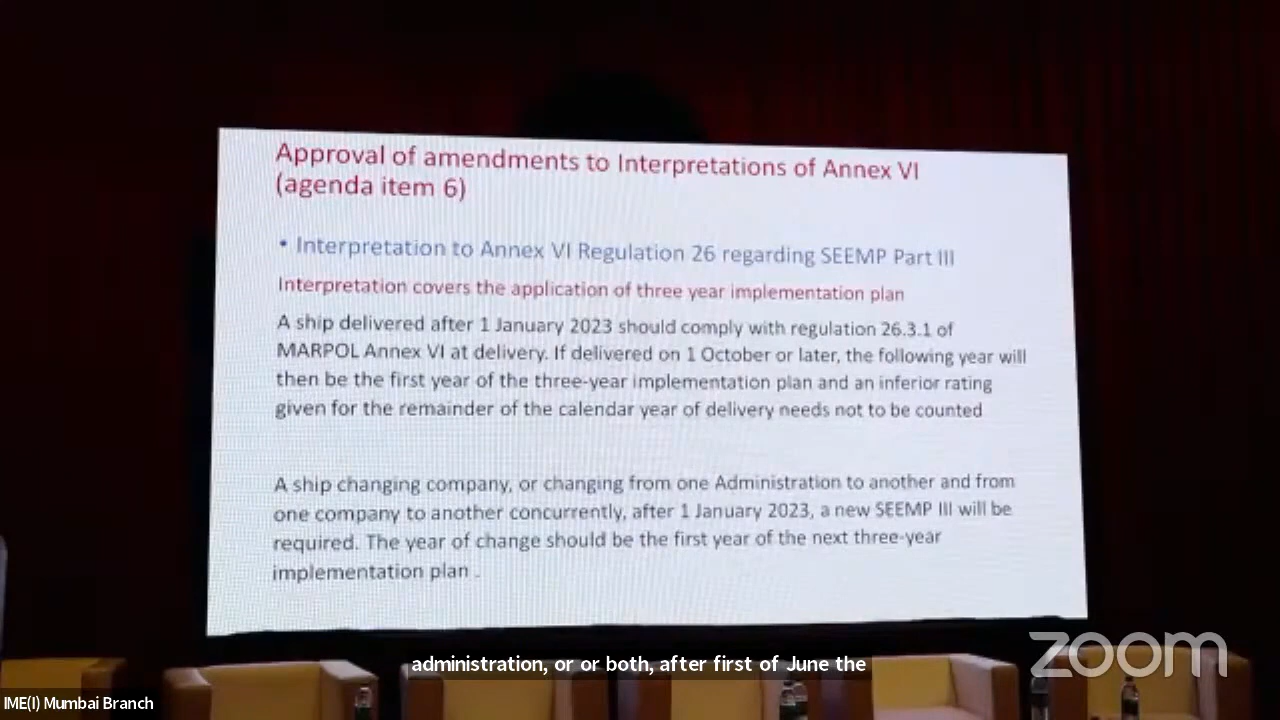 Approval of amendments to Interpretations of Annex VI
(agenda item 6)
• Interpretation to Annex VI Regulation 26 regarding SEEMP Part III
Interpretation covers the application of three year implementation plan
A ship delivered after 1 January 2023 should comply with regulation 26.3.1 of
MARPOL Annex VI at delivery. If delivered on 1 October or later, the following year will
then be the first year of the three-year implementation plan and an inferior rating
given for the remainder of the calendar year of delivery needs not to be counted
A ship changing company, or changing from one Administration to another and from
one company to another concurrently, after 1 January 2023, a new SEEMP III will be
required. The year of change should be the first year of the next three-year
implementation plan .
administration, or or both, after first of June the
zoom
IME(I) Mumbai Branch